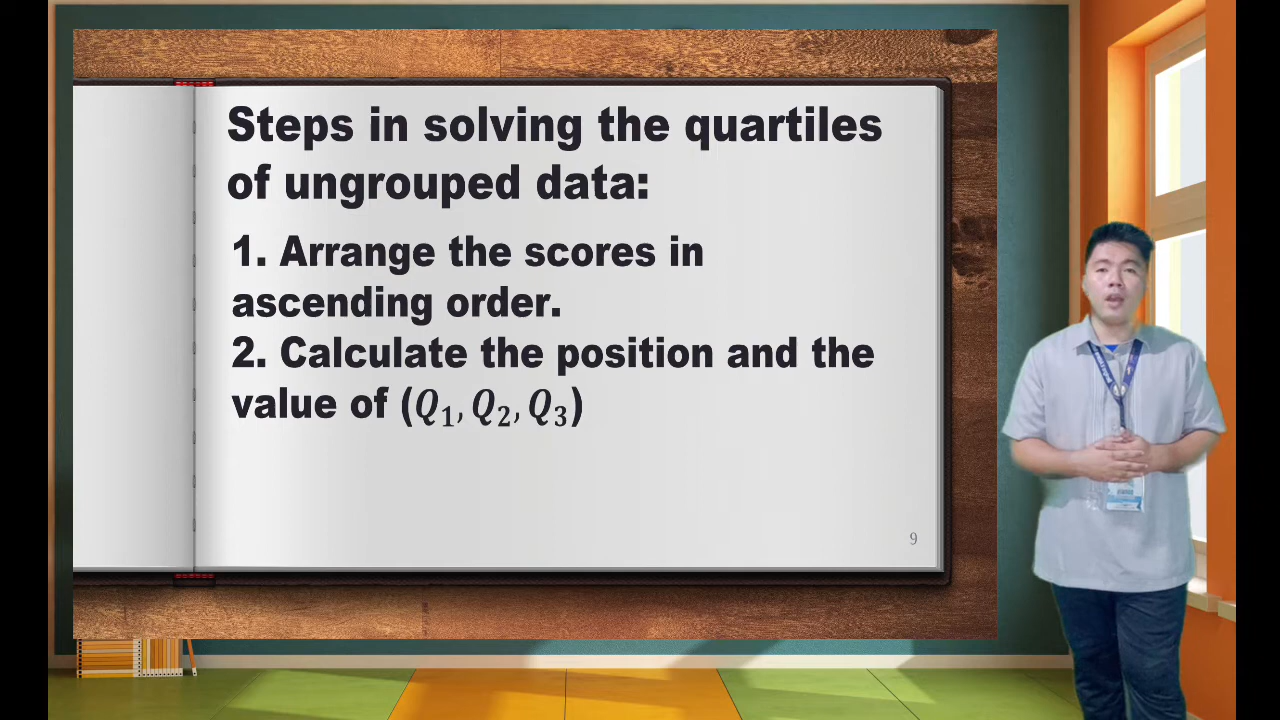 Steps in solving the quartiles
of ungrouped data:
1. Arrange the scores in
ascending order.
2. Calculate the position and the
value of (Q₁, Q₂, Q₃)
9